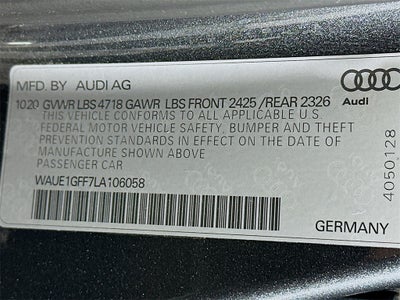 MFD. BY AUDI AG
1020 GVWR LBS 4718 GAWR LBS FRONT 2425 /REAR 2326
THIS VEHICLE CONFORMS TO ALL APPLICABLE U.S.
FEDERAL MOTOR VEHICLE SAFETY, BUMPER AND THEFT
PREVENTION STANDARDS IN EFFECT ON THE
DATE OF MANUFACTURE SHOWN ABOVE.
PASSENGER CAR
WAUE1GFF7LA106058
Audi
4050128
GERMANY